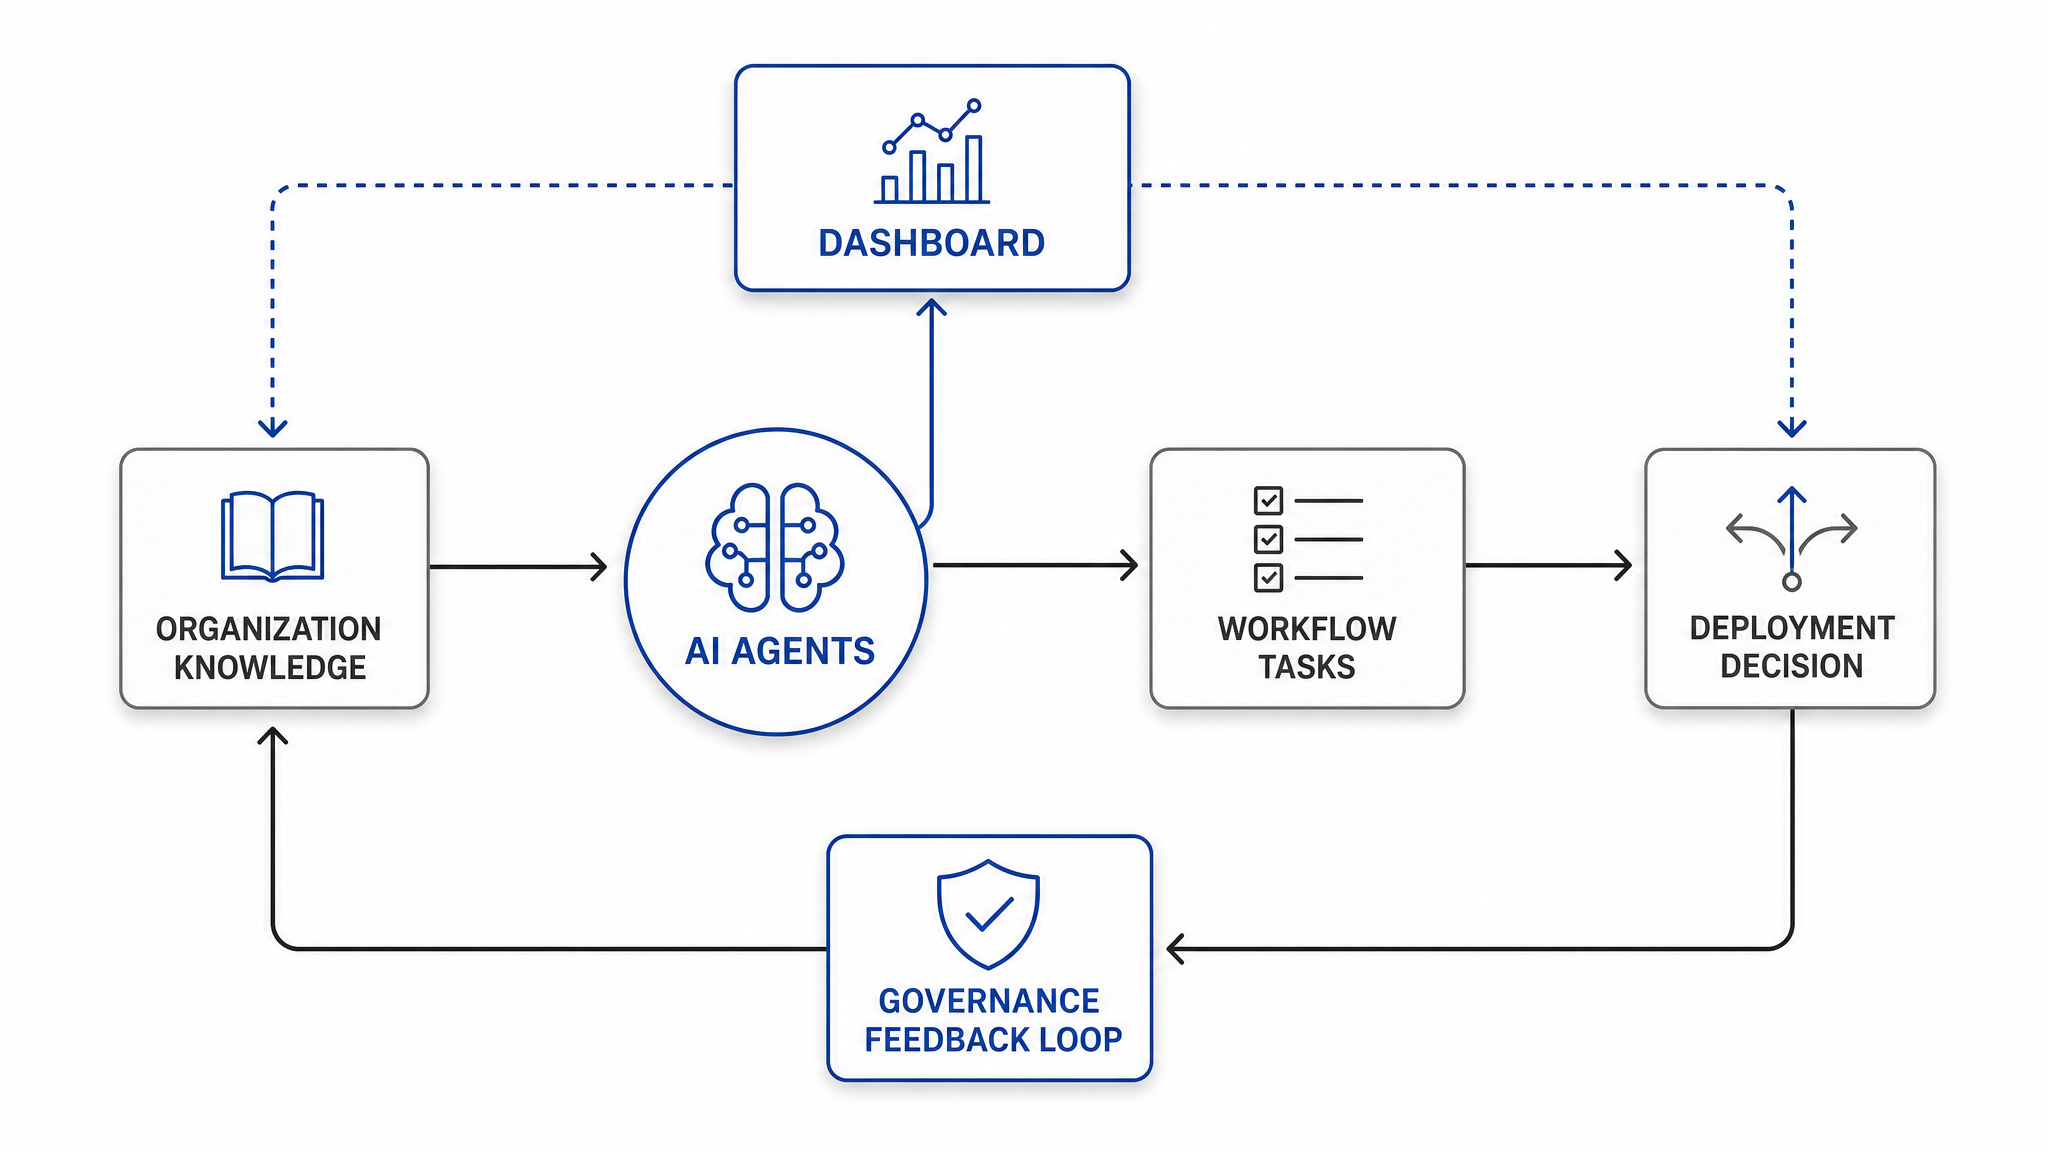 DASHBOARD
ORGANIZATION
KNOWLEDGE
AI AGENTS
WORKFLOW
TASKS
DEPLOYMENT
DECISION
GOVERNANCE
FEEDBACK LOOP